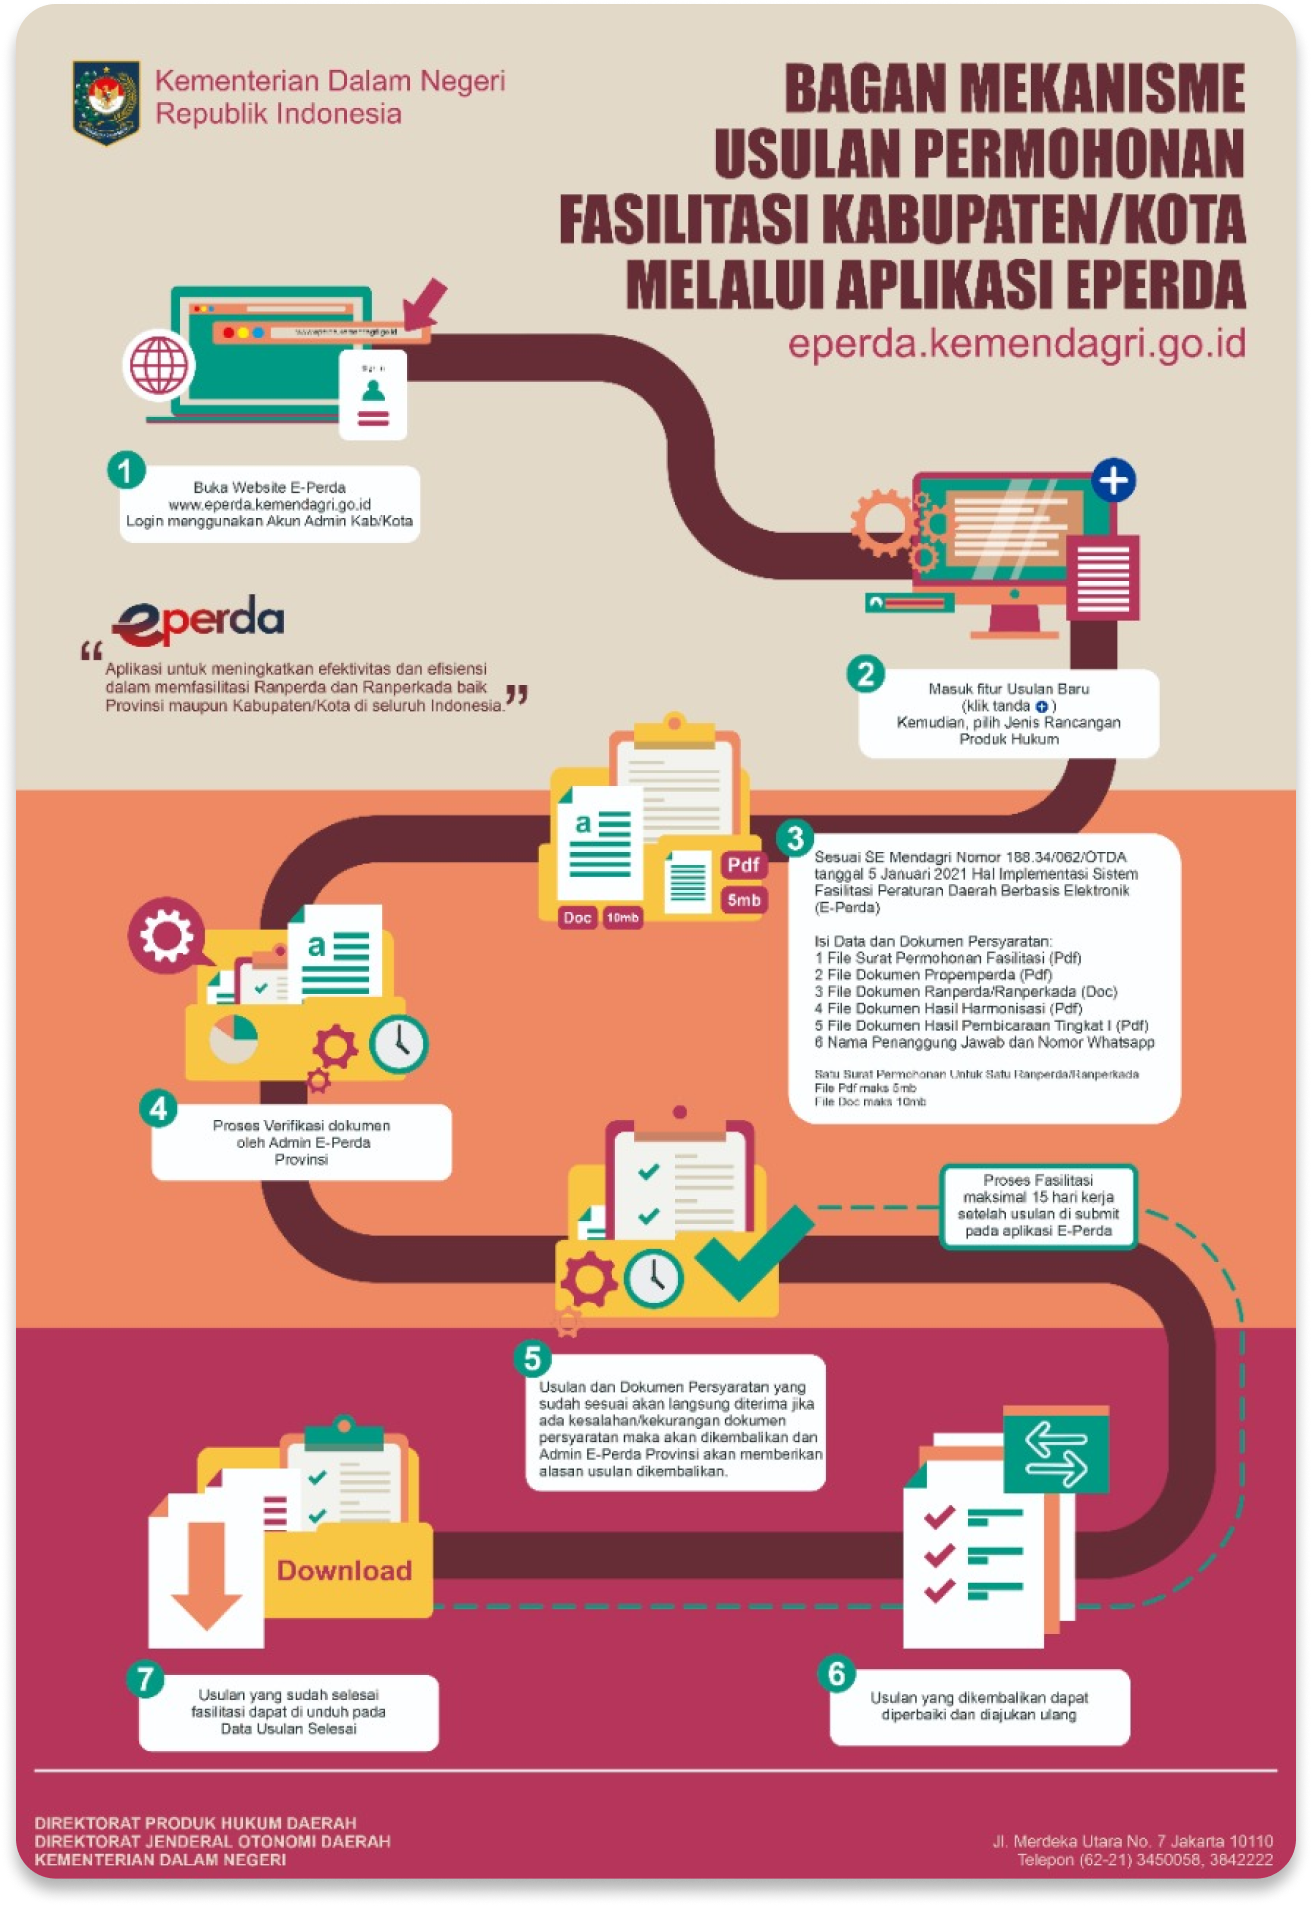 Kementerian Dalam Negeri
Republik Indonesia
BAGAN MEKANISME
USULAN PERMOHONAN
FASILITASI KABUPATEN/KOTA
MELALUI APLIKASI EPERDA
eperda.kemendagri.go.id
www.eperda.kemendagri.go.id
Sign in
1
Buka Website E-Perda
www.eperda.kemendagri.go.id
Login menggunakan Akun Admin Kab/Kota
eperda
“ Aplikasi untuk meningkatkan efektivitas dan efisiensi
dalam memfasilitasi Ranperda dan Ranperkada baik
Provinsi maupun Kabupaten/Kota di seluruh Indonesia. ”
2
Masuk fitur Usulan Baru
(klik tanda + )
Kemudian, pilih Jenis Rancangan
Produk Hukum
a
Pdf
5mb
Doc
10mb
3
Sesuai SE Mendagri Nomor 188.34/062/OTDA
tanggal 5 Januari 2021 Hal Implementasi Sistem
Fasilitasi Peraturan Daerah Berbasis Elektronik
(E-Perda)
Isi Data dan Dokumen Persyaratan:
1 File Surat Permohonan Fasilitasi (Pdf)
2 File Dokumen Propemperda (Pdf)
3 File Dokumen Ranperda/Ranperkada (Doc)
4 File Dokumen Hasil Harmonisasi (Pdf)
5 File Dokumen Hasil Pembicaraan Tingkat I (Pdf)
6 Nama Penanggung Jawab dan Nomor Whatsapp
Satu Surat Permohonan Untuk Satu Ranperda/Ranperkada
File Pdf maks 5mb
File Doc maks 10mb
a
4
Proses Verifikasi dokumen
oleh Admin E-Perda
Provinsi
Proses Fasilitasi
maksimal 15 hari kerja
setelah usulan di submit
pada aplikasi E-Perda
5
Usulan dan Dokumen Persyaratan yang
sudah sesuai akan langsung diterima jika
ada kesalahan/kekurangan dokumen
persyaratan maka akan dikembalikan dan
Admin E-Perda Provinsi akan memberikan
alasan usulan dikembalikan.
6
Usulan yang dikembalikan dapat
diperbaiki dan diajukan ulang
Download
7
Usulan yang sudah selesai
fasilitasi dapat di unduh pada
Data Usulan Selesai
DIREKTORAT PRODUK HUKUM DAERAH
DIREKTORAT JENDERAL OTONOMI DAERAH
KEMENTERIAN DALAM NEGERI
Jl. Merdeka Utara No. 7 Jakarta 10110
Telepon (62-21) 3450058, 3842222